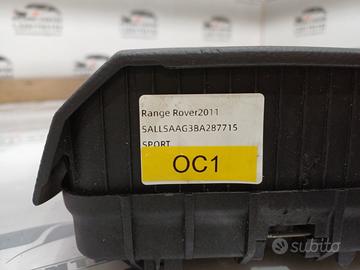 Range Rover2011
SALLSAAG3BA287715
SPORT
OC1
subito